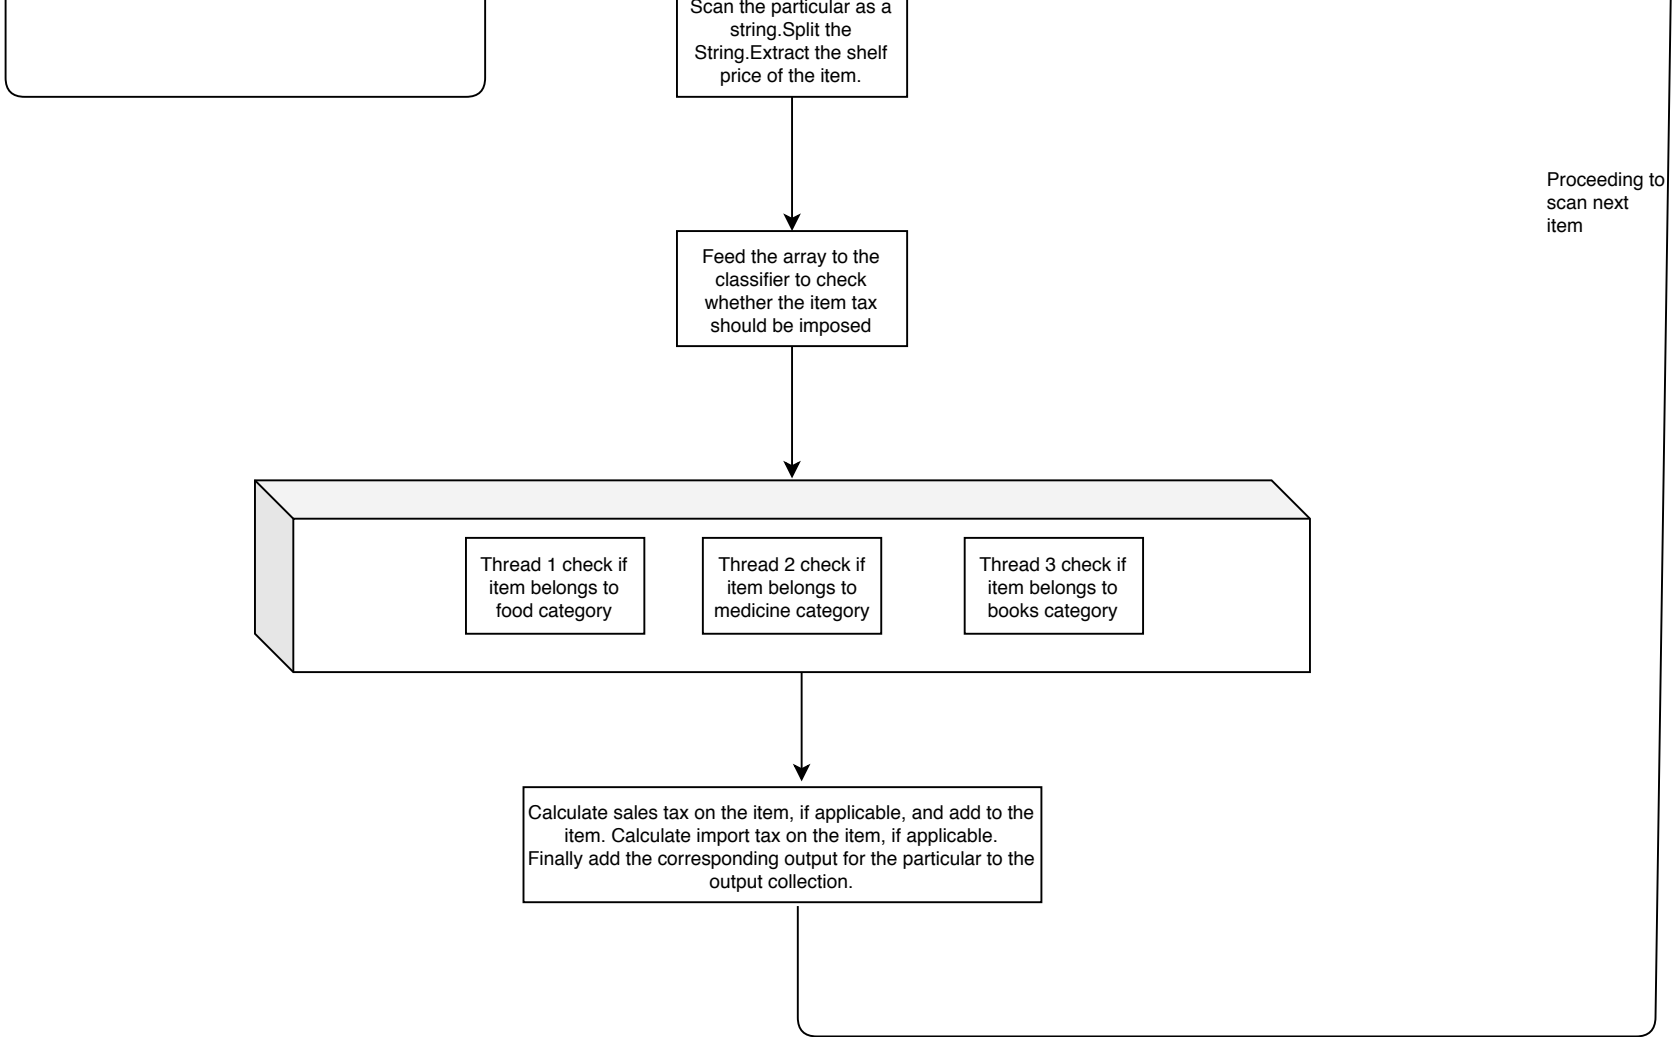 Scan the particular as a
string.Split the
String.Extract the shelf
price of the item.
Proceeding to
scan next
item
Feed the array to the
classifier to check
whether the item tax
should be imposed
Thread 1 check if
item belongs to
food category
Thread 2 check if
item belongs to
medicine category
Thread 3 check if
item belongs to
books category
Calculate sales tax on the item, if applicable, and add to the
item. Calculate import tax on the item, if applicable.
Finally add the corresponding output for the particular to the
output collection.